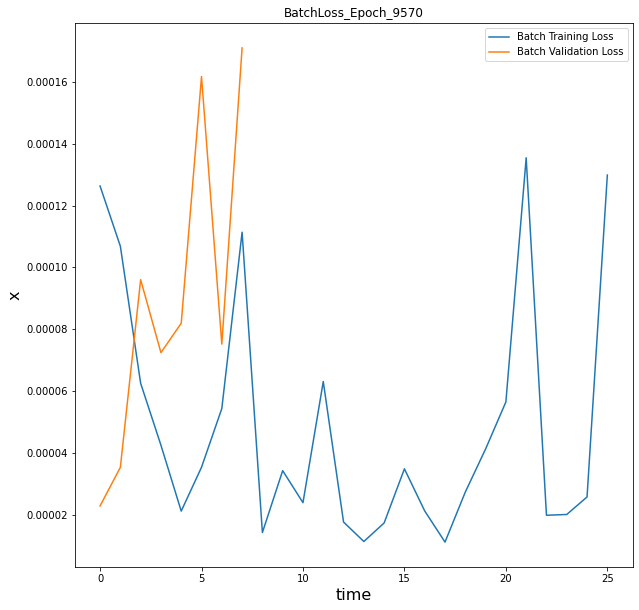 BatchLoss_Epoch_9570
Batch Training Loss
Batch Validation Loss
0.00016
0.00014
0.00012
0.00010
0.00008
0.00006
0.00004
0.00002
x
0 5 10 15 20 25
time